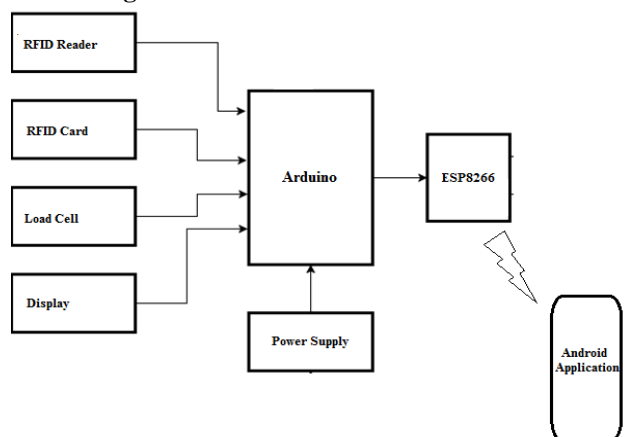 RFID Reader
RFID Card
Arduino
ESP8266
Load Cell
Display
Power Supply
Android
Application